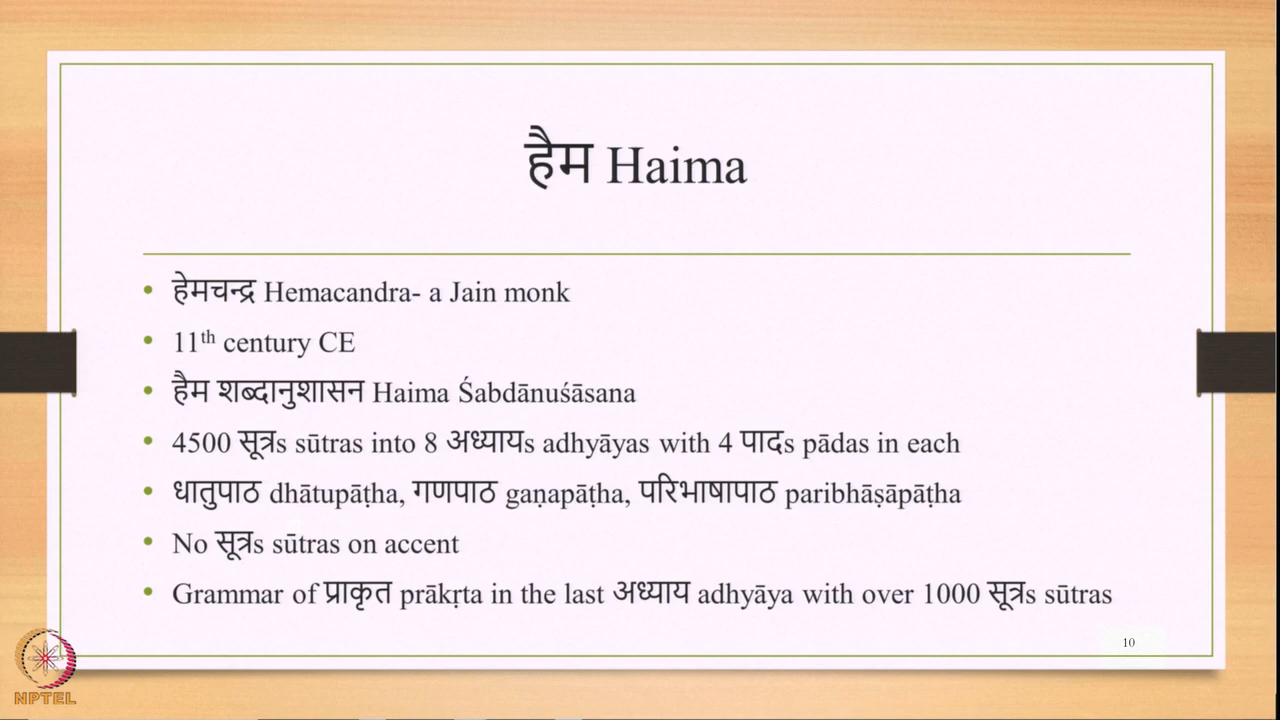 हैम Haima
• हेमचन्द्र Hemacandra- a Jain monk
• 11th century CE
• हैम शब्दानुशासन Haima Śabdānuśāsana
• 4500 सूत्रs sūtras into 8 अध्यायs adhyāyas with 4 पादs pādas in each
• धातुपाठ dhātupāṭha, गणपाठ gaṇapāṭha, परिभाषापाठ paribhāṣāpāṭha
• No सूत्रs sūtras on accent
• Grammar of प्राकृत prākṛta in the last अध्याय adhyāya with over 1000 सूत्रs sūtras
10
NPTEL